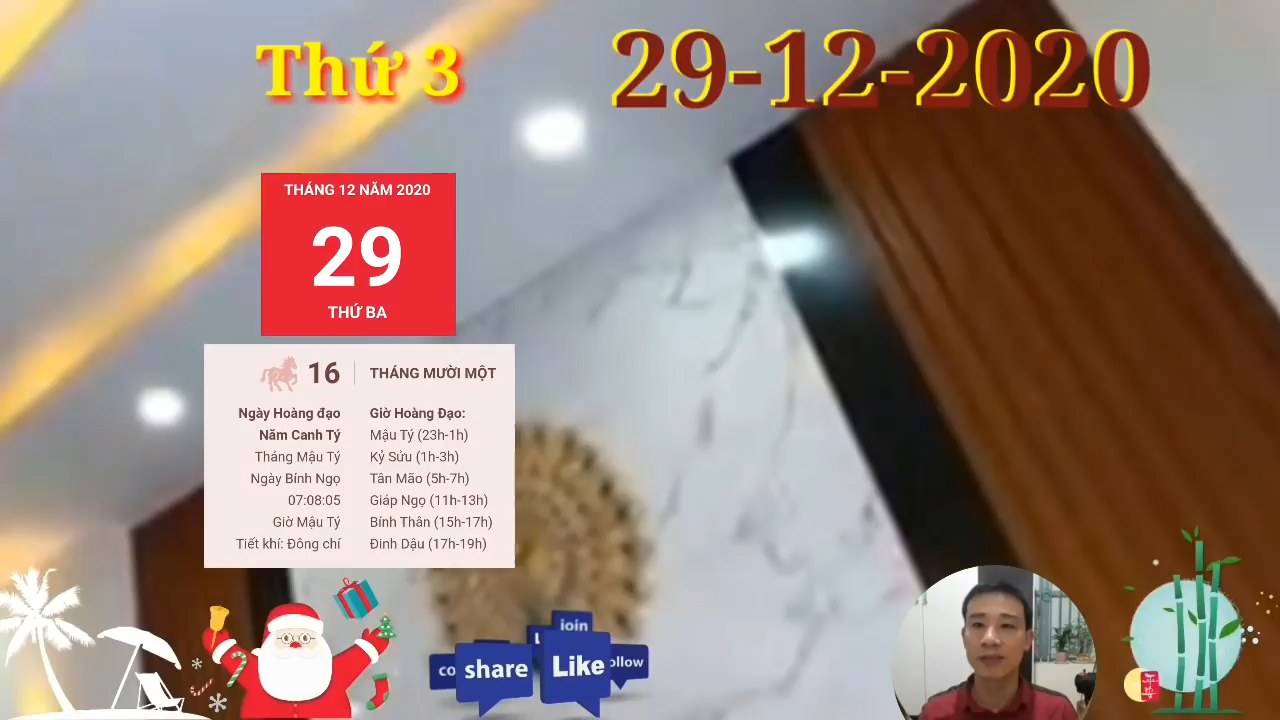 Thứ 3
29-12-2020
THÁNG 12 NĂM 2020
29
THỨ BA
16
THÁNG MƯỜI MỘT
Ngày Hoàng đạo
Năm Canh Tý
Tháng Mậu Tý
Ngày Bính Ngọ
07:08:05
Giờ Mậu Tý
Tiết khí: Đông chí
Giờ Hoàng Đạo:
Mậu Tý (23h-1h)
Kỷ Sửu (1h-3h)
Tân Mão (5h-7h)
Giáp Ngọ (11h-13h)
Bính Thân (15h-17h)
Đinh Dậu (17h-19h)
join
share
Like
ollow
co
L